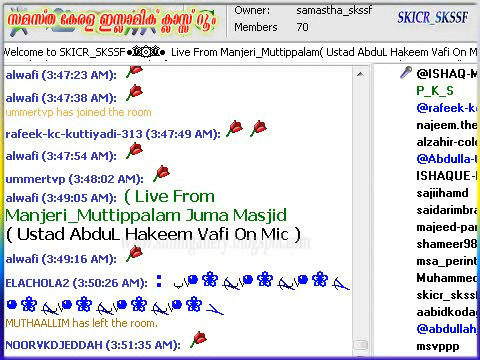 സമസ്ത കേരള ഇസ്ലാമിക് ക്ലാസ്സ് റൂം
Owner: samastha_skssf
Members 70
SKICR_SKSSF
Welcome to SKICR_SKSSF Live From Manjeri_Muttippalam( Ustad AbduL Hakeem Vafi On M
alwafi (3:47:23 AM):
alwafi (3:47:38 AM):
ummertvp has joined the room
rafeek-kc-kuttiyadi-313 (3:47:49 AM):
alwafi (3:47:54 AM):
ummertvp (3:48:02 AM):
alwafi (3:49:05 AM): ( Live From
Manjeri_Muttippalam Juma Masjid
( Ustad AbduL Hakeem Vafi On Mic )
alwafi (3:49:16 AM):
ELACHOLA2 (3:50:26 AM): :
MUTHAALLIM has left the room.
NOORVKDJEDDAH (3:51:35 AM):
@ISHAQ-M
P_K_S
@rafeek-k
najeem.the
alzahir-col
@Abdulla-
ISHAQUE-
sajiihamd
saidarimbra
majeed-par
shameer98
msa_perint
Muhammed
skicr_skssf
aabidkodag
@abdullah_
msvppp